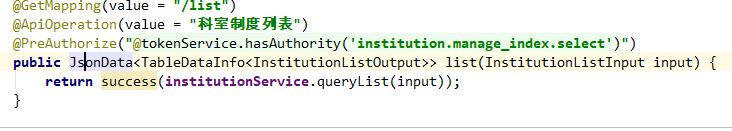 @GetMapping(value = "/list")
@ApiOperation(value = "科室制度列表")
@PreAuthorize("@tokenService.hasAuthority('institution.manage_index.select')")
public JsonData<TableDataInfo<InstitutionListOutput>> list(InstitutionListInput input) {
    return success(institutionService.queryList(input));
}